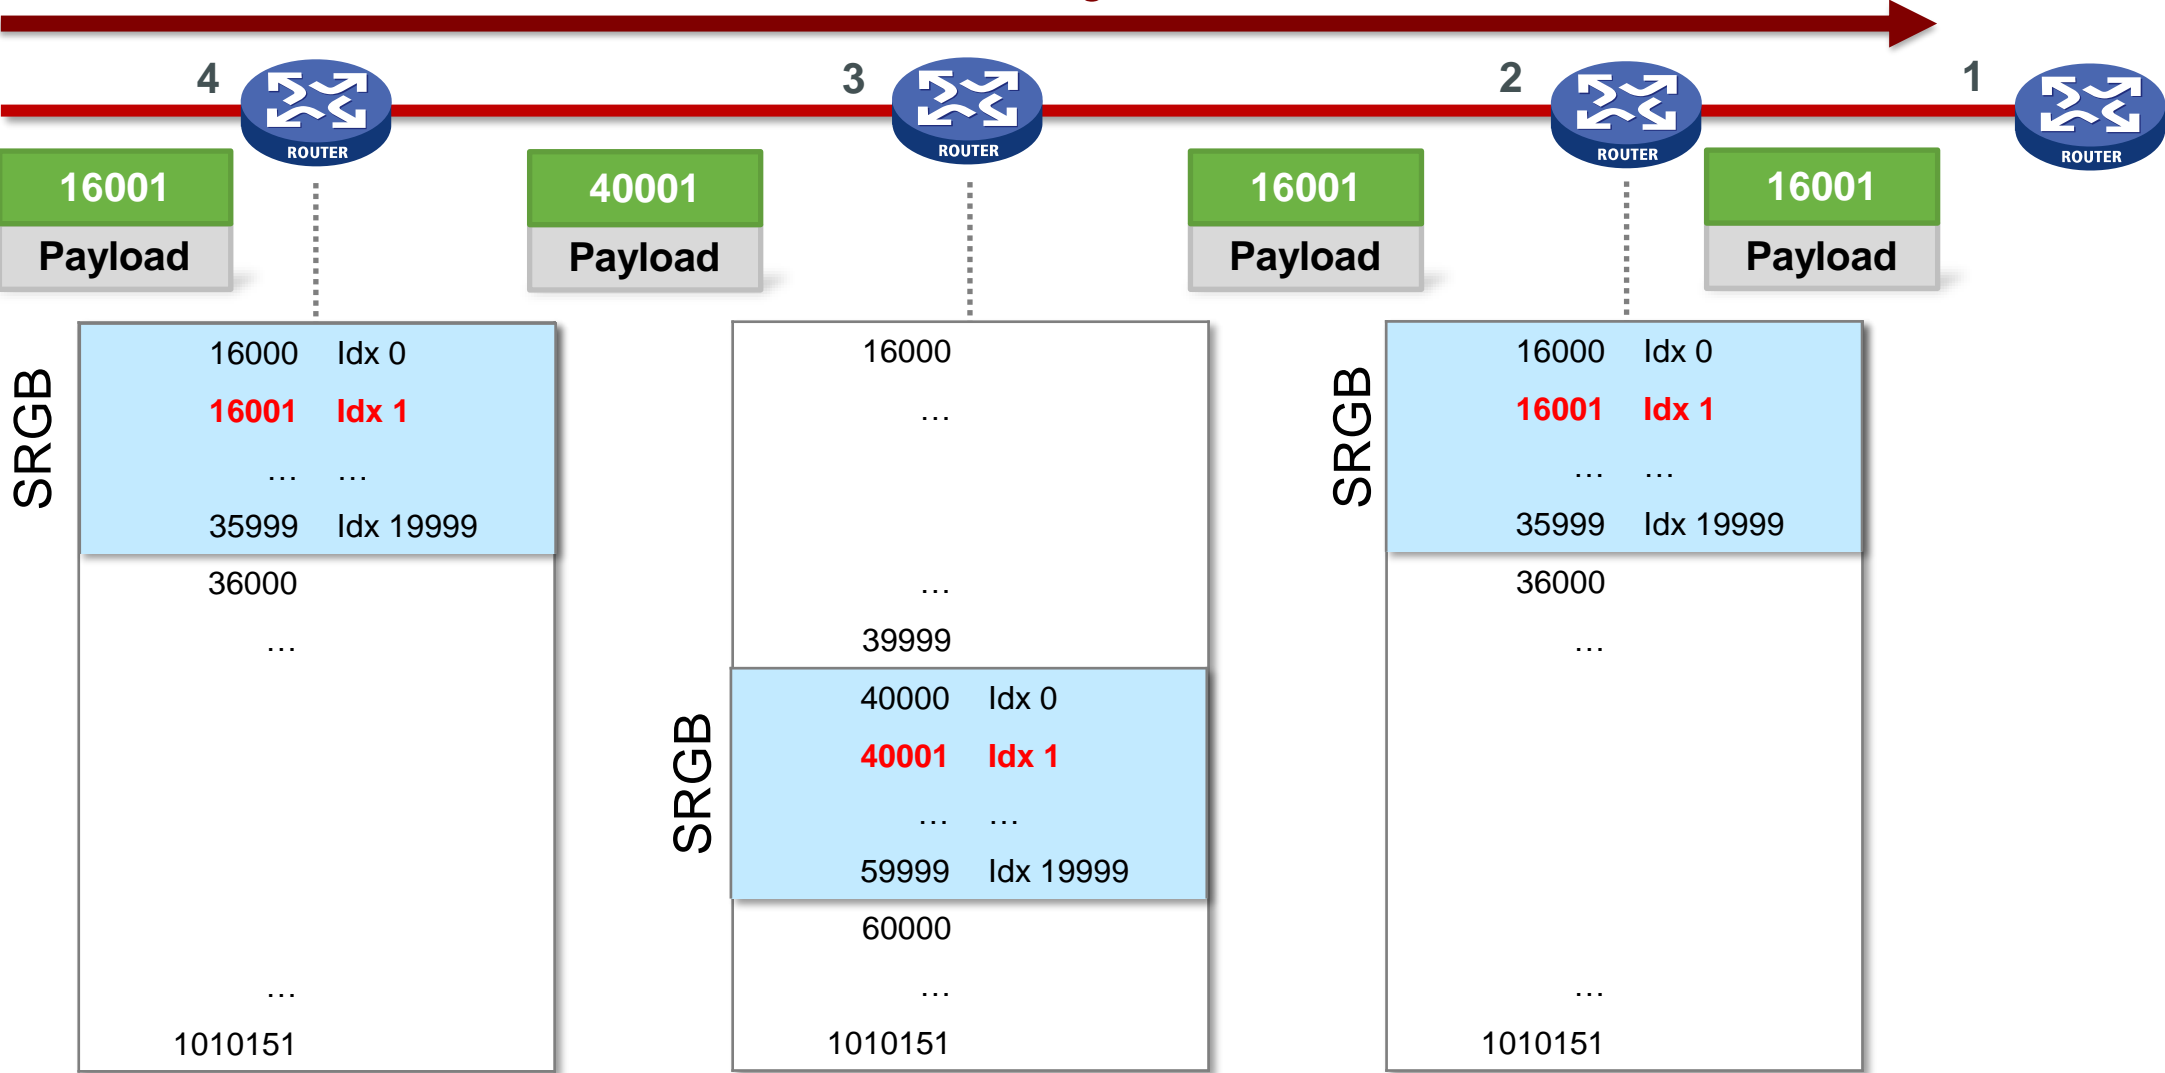 4
3
2
1
ROUTER
ROUTER
ROUTER
ROUTER
16001
Payload
40001
Payload
16001
Payload
16001
Payload
SRGB
16000 Idx 0
16001 Idx 1
... ...
35999 Idx 19999
36000
...
...
1010151
16000
...
...
39999
SRGB
40000 Idx 0
40001 Idx 1
... ...
59999 Idx 19999
60000
...
1010151
SRGB
16000 Idx 0
16001 Idx 1
... ...
35999 Idx 19999
36000
...
...
1010151